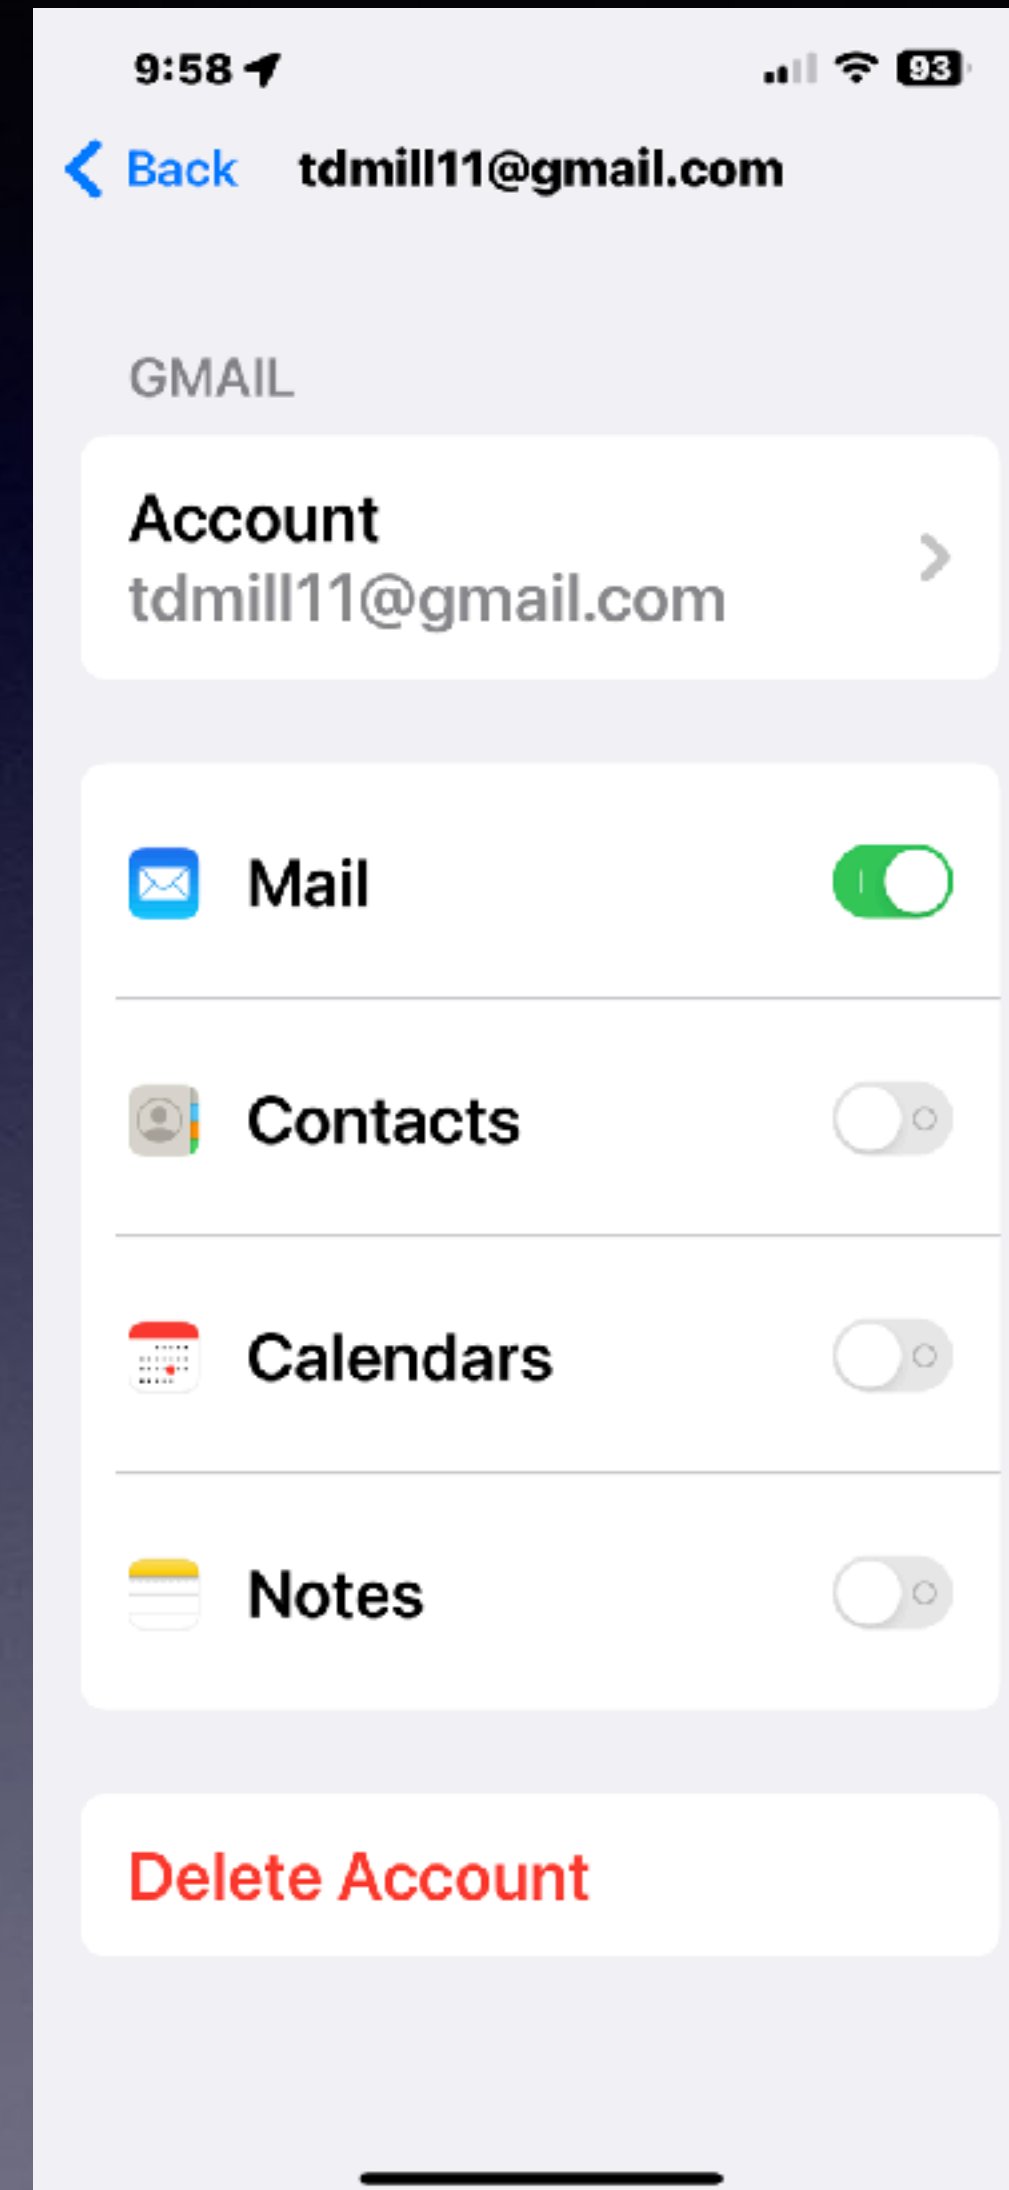 9:58
93
Back tdmill11@gmail.com
GMAIL
Account
tdmill11@gmail.com
Mail
Contacts
Calendars
Notes
Delete Account